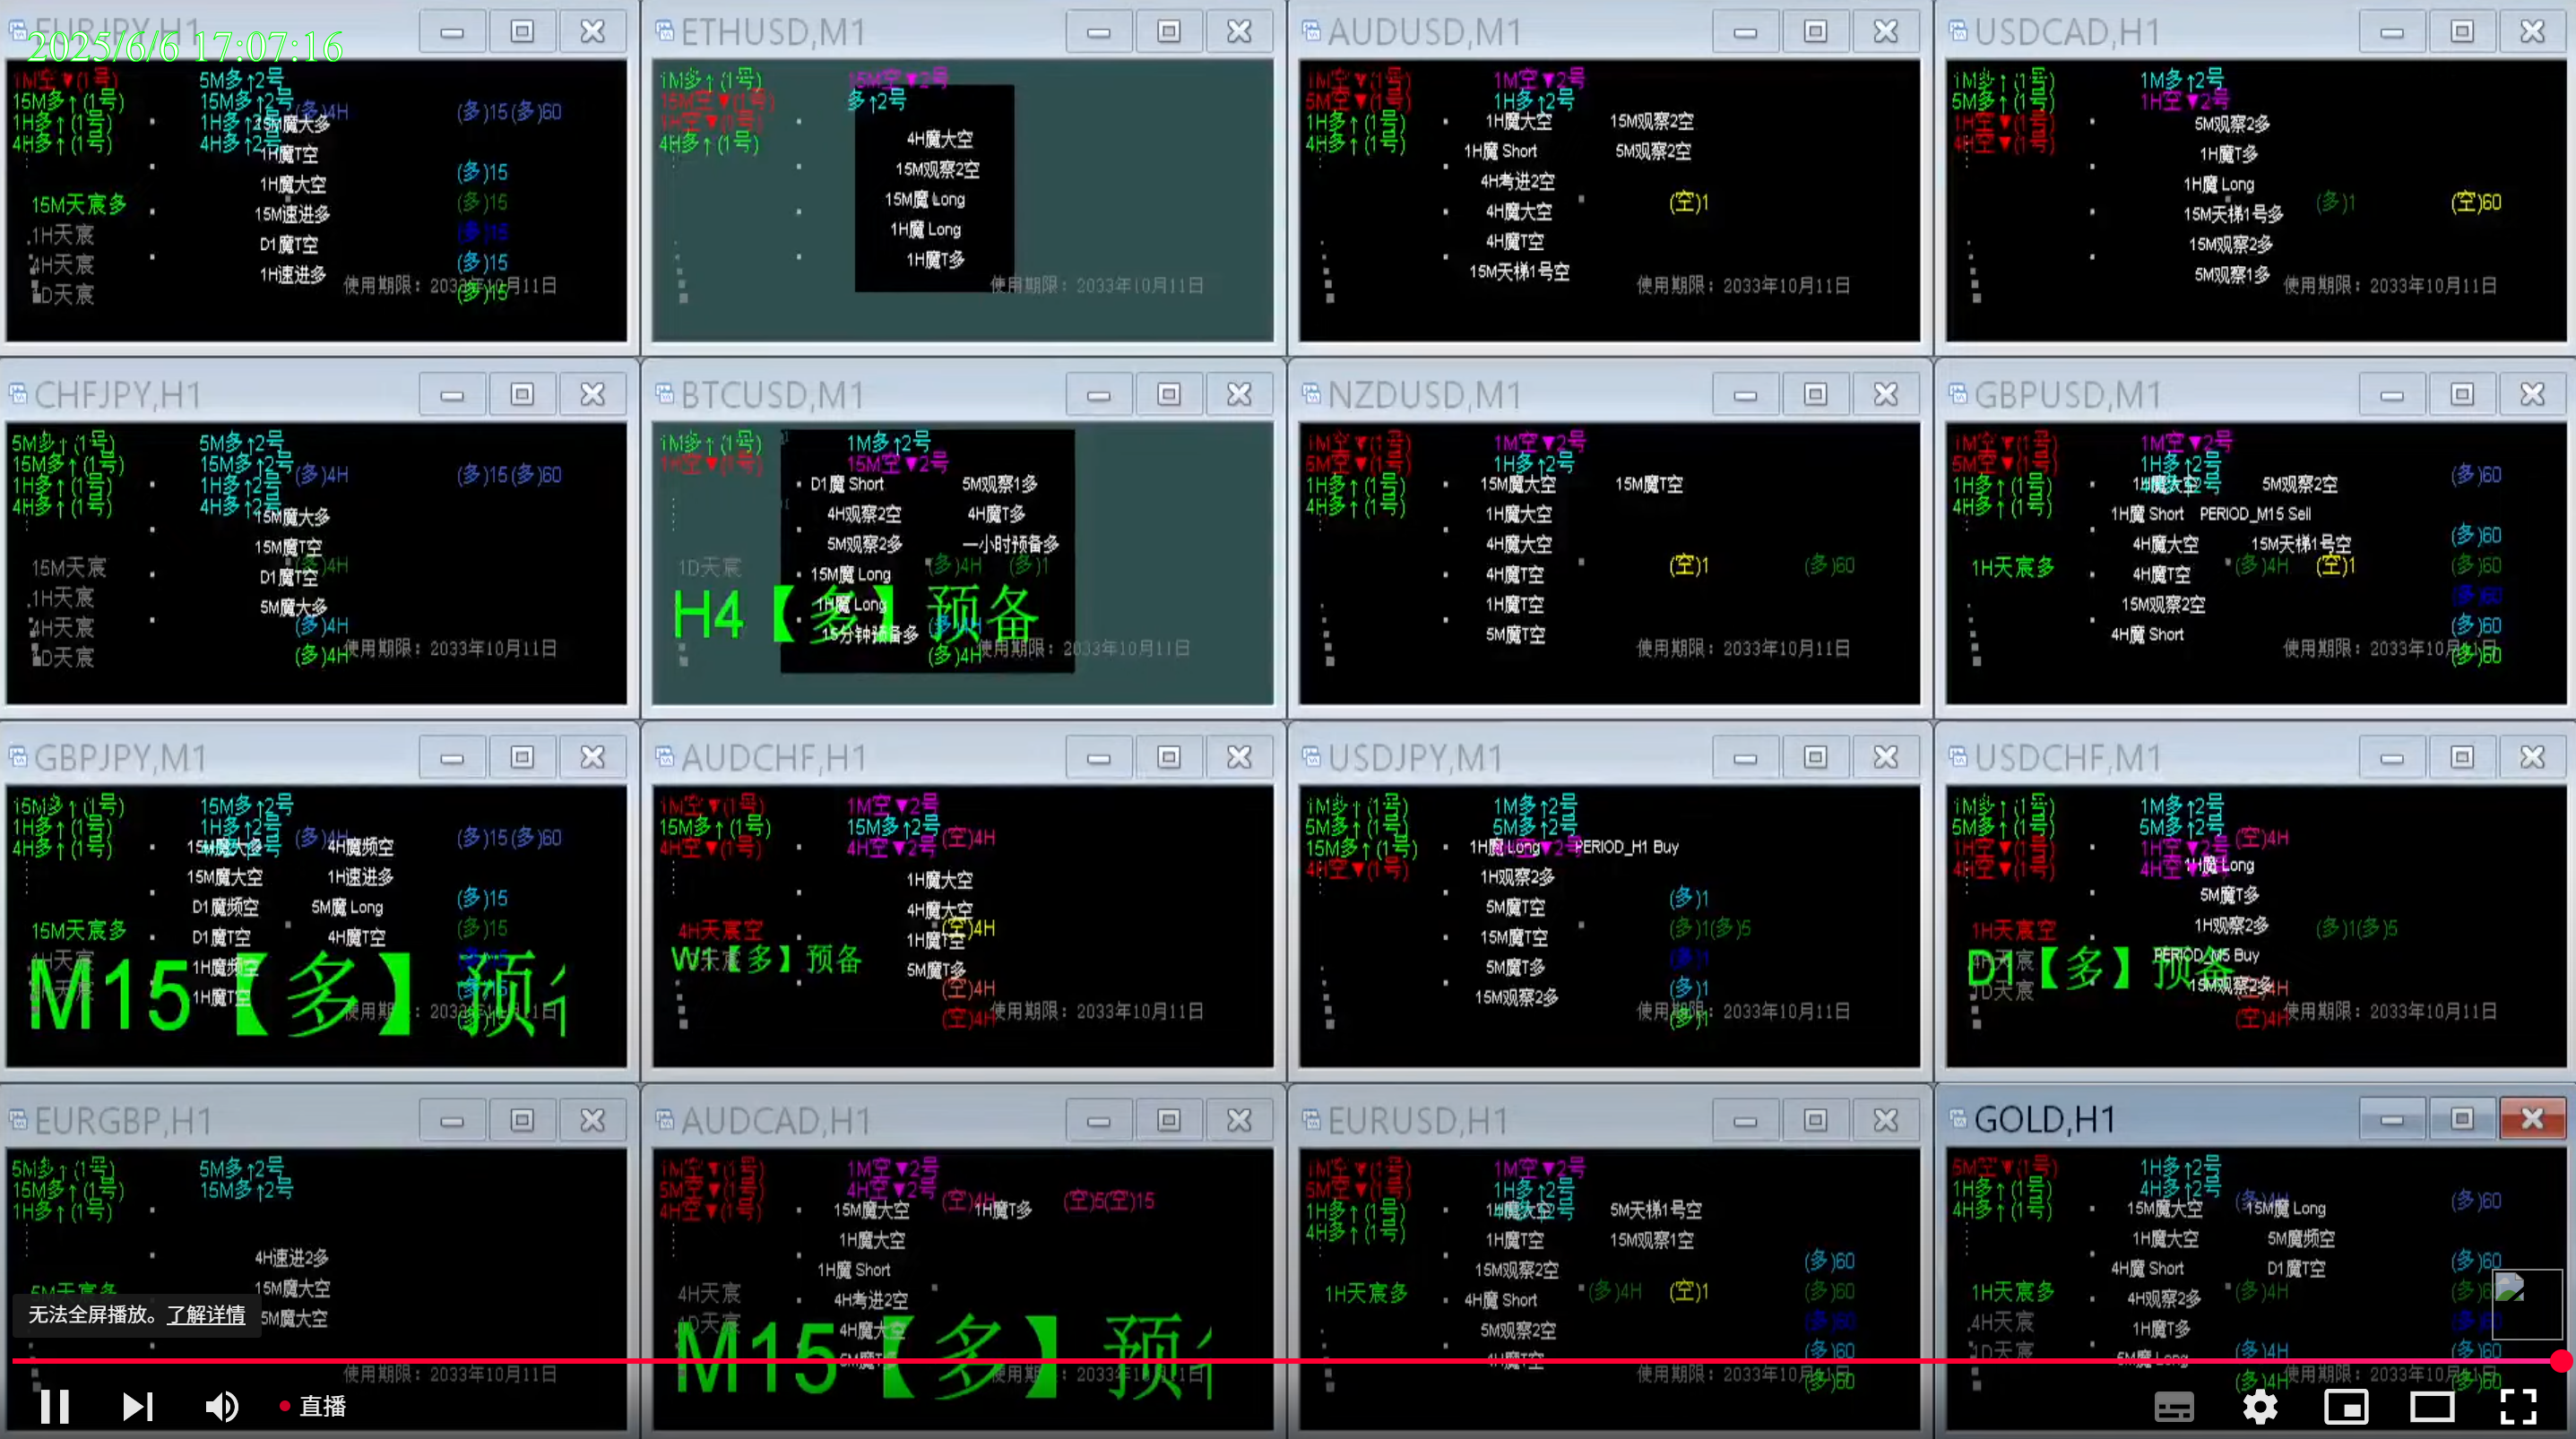 EURJPY,H1
2025/6/6 17:07:16
1M空▼(1号) 5M多↑2号
15M多↑(1号) 15M多↑2号 (多)4H (多)15(多)60
1H多↑(1号) 1H多↑2号 15M魔大多
4H多↑(1号) 4H多↑2号 1H魔T空
(多)15
1H魔大空
15M天宸多 15M速进多 (多)15
.1H天宸 D1魔T空 (多)15
4H天宸 1H速进多 (多)15
1D天宸 使用期限：2033年10月11日 (多)15
ETHUSD,M1
1M多↑(1号) 15M空▼2号
15M空▼(1号) 多↑2号
1H空▼(1号)
4H多↑(1号) 4H魔大空
15M观察2空
15M魔 Long
1H魔 Long
1H魔T多
使用期限：2033年10月11日
AUDUSD,M1
1M空▼(1号) 1M空▼2号
5M空▼(1号) 1H多↑2号
1H多↑(1号) 1H魔大空 15M观察2空
4H多↑(1号) 1H魔 Short 5M观察2空
4H考进2空
4H魔大空 (空)1
4H魔T空
15M天梯1号空 使用期限：2033年10月11日
USDCAD,H1
1M多↑(1号) 1M多↑2号
5M多↑(1号) 1H空▼2号
1H空▼(1号) 5M观察2多
4H空▼(1号) 1H魔T多
1H魔 Long
15M天梯1号多 (多)1 (空)60
15M观察2多
5M观察1多 使用期限：2033年10月11日
CHFJPY,H1
5M多↑(1号) 5M多↑2号
15M多↑(1号) 15M多↑2号 (多)4H (多)15(多)60
1H多↑(1号) 1H多↑2号
4H多↑(1号) 4H多↑2号 15M魔大多
15M魔T空
15M天宸 D1魔T空 (多)4H
.1H天宸 5M魔大多
4H天宸 (多)4H
1D天宸 (多)4H 使用期限：2033年10月11日
BTCUSD,M1
1M多↑(1号) 1M多↑2号
1H空▼(1号) 15M空▼2号
D1魔 Short 5M观察1多
4H观察2空 4H魔T多
5M观察2多 一小时预备多
1D天宸 15M魔 Long (多)4H (多)1
H4【多】预备
1H魔 Long
15分钟预备多
(多)4H 使用期限：2033年10月11日
NZDUSD,M1
1M空▼(1号) 1M空▼2号
5M空▼(1号) 1H多↑2号
1H多↑(1号) 15M魔大空 15M魔T空
4H多↑(1号) 1H魔大空
4H魔大空
4H魔T空 (空)1 (多)60
1H魔T空
5M魔T空 使用期限：2033年10月11日
GBPUSD,M1
1M空▼(1号) 1M空▼2号
5M空▼(1号) 1H多↑2号 (多)60
1H多↑(1号) 1H魔大空 5M观察2空
4H多↑(1号) 1H魔 Short PERIOD_M15 Sell
4H魔大空 15M天梯1号空 (多)60
1H天宸多 4H魔T空 (多)4H (空)1 (多)60
15M观察2空 (多)60
4H魔 Short (多)60
使用期限：2033年10月11日 (多)60
GBPJPY,M1
15M多↑(1号) 15M多↑2号
1H多↑(1号) 1H多↑2号 (多)4H (多)15(多)60
4H多↑(1号) 15M魔大多 4H魔频空
15M魔大空 1H速进多
D1魔频空 5M魔 Long (多)15
15M天宸多 D1魔T空 4H魔T空 (多)15
4H天宸 1H魔频空
M15【多】预
1H魔T空 (多)15
使用期限：2033年10月11日
AUDCHF,H1
1M空▼(1号) 1M空▼2号
15M多↑(1号) 15M多↑2号 (空)4H
4H空▼(1号) 4H空▼2号
1H魔大空
4H魔大空
4H天宸空 1H魔T空 (空)4H
W1【多】预备
5M魔T多
(空)4H
(空)4H 使用期限：2033年10月11日
USDJPY,M1
1M多↑(1号) 1M多↑2号
5M多↑(1号) 5M多↑2号
15M多↑(1号) 1H魔 Long PERIOD_H1 Buy
4H空▼(1号) 1H观察2多
5M魔T空 (多)1
15M魔T空 (多)1(多)5
5M魔T多 (多)1
15M观察2多 (多)1
使用期限：2033年10月11日 (多)1
USDCHF,M1
1M多↑(1号) 1M多↑2号
5M多↑(1号) 5M多↑2号 (空)4H
1H空▼(1号) 1H空▼2号
4H空▼(1号) 4H空▼2号 1H魔 Long
5M魔T多
1H天宸空 1H观察2多 (多)1(多)5
4H天宸 PERIOD_M5 Buy
D1【多】预备
1D天宸 15M观察2多 (空)4H
(空)4H 使用期限：2033年10月11日
EURGBP,H1
5M多↑(1号) 5M多↑2号
15M多↑(1号) 15M多↑2号
1H多↑(1号)
4H速进2多
5M天宸多 15M魔大空
5M魔大空
无法全屏播放。了解详情
使用期限：2033年10月11日
AUDCAD,H1
1M空▼(1号) 1M空▼2号
5M空▼(1号) 4H空▼2号 (空)4H (空)5(空)15
4H空▼(1号) 15M魔大空 1H魔T多
1H魔大空
1H魔 Short
4H天宸 4H考进2空
1D天宸 4H魔大空
M15【多】预
使用期限：2033年10月11日
EURUSD,H1
1M空▼(1号) 1M空▼2号
5M空▼(1号) 1H多↑2号
1H多↑(1号) 1H魔大空 5M天梯1号空
4H多↑(1号) 1H魔T空 15M观察1空
15M观察2空 (多)60
1H天宸多 4H魔 Short (多)4H (空)1 (多)60
5M观察2空 (多)60
4H魔T空 (多)60
使用期限：2033年10月11日 (多)60
GOLD,H1
5M空▼(1号) 1H多↑2号
1H多↑(1号) 4H多↑2号 (多)4H (多)60
4H多↑(1号) 15M魔大空 15M魔 Long
1H魔大空 5M魔频空
4H魔 Short D1魔T空 (多)60
1H天宸多 4H观察2多 (多)4H
.4H天宸 1H魔T多
1D天宸 5M魔 Long (多)4H (多)60
(多)4H 使用期限：2033年10月11日 (多)60
直播